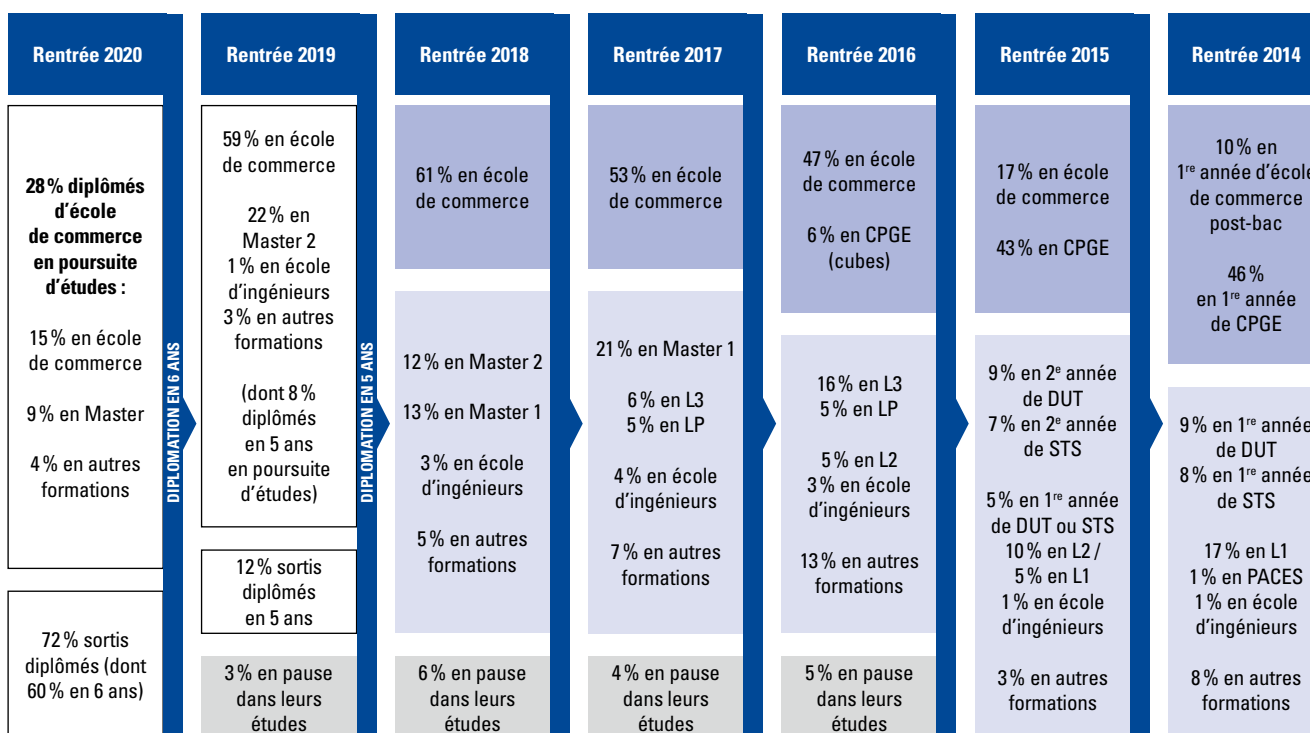 Rentrée 2020
28 % diplômés
d'école
de commerce
en poursuite
d'études :
15 % en école
de commerce
9 % en Master
4 % en autres
formations
72 % sortis
diplômés (dont
60 % en 6 ans)
DIPLOMATION EN 6 ANS
Rentrée 2019
59 % en école
de commerce
22 % en
Master 2
1 % en école
d'ingénieurs
3 % en autres
formations
(dont 8 %
diplômés
en 5 ans
en poursuite
d'études)
12 % sortis
diplômés
en 5 ans
3 % en pause
dans leurs
études
DIPLOMATION EN 5 ANS
Rentrée 2018
61 % en école
de commerce
12 % en Master 2
13 % en Master 1
3 % en école
d'ingénieurs
5 % en autres
formations
6 % en pause
dans leurs
études
Rentrée 2017
53 % en école
de commerce
21 % en Master 1
6 % en L3
5 % en LP
4 % en école
d'ingénieurs
7 % en autres
formations
4 % en pause
dans leurs
études
Rentrée 2016
47 % en école
de commerce
6 % en CPGE
(cubes)
16 % en L3
5 % en LP
5 % en L2
3 % en école
d'ingénieurs
13 % en autres
formations
5 % en pause
dans leurs
études
Rentrée 2015
17 % en école
de commerce
43 % en CPGE
9 % en 2e année
de DUT
7 % en 2e année
de STS
5 % en 1re année
de DUT ou STS
10 % en L2 /
5 % en L1
1 % en école
d'ingénieurs
3 % en autres
formations
Rentrée 2014
10 % en
1re année d'école
de commerce
post-bac
46 %
en 1re année
de CPGE
9 % en 1re année
de DUT
8 % en 1re année
de STS
17 % en L1
1 % en PACES
1 % en école
d'ingénieurs
8 % en autres
formations